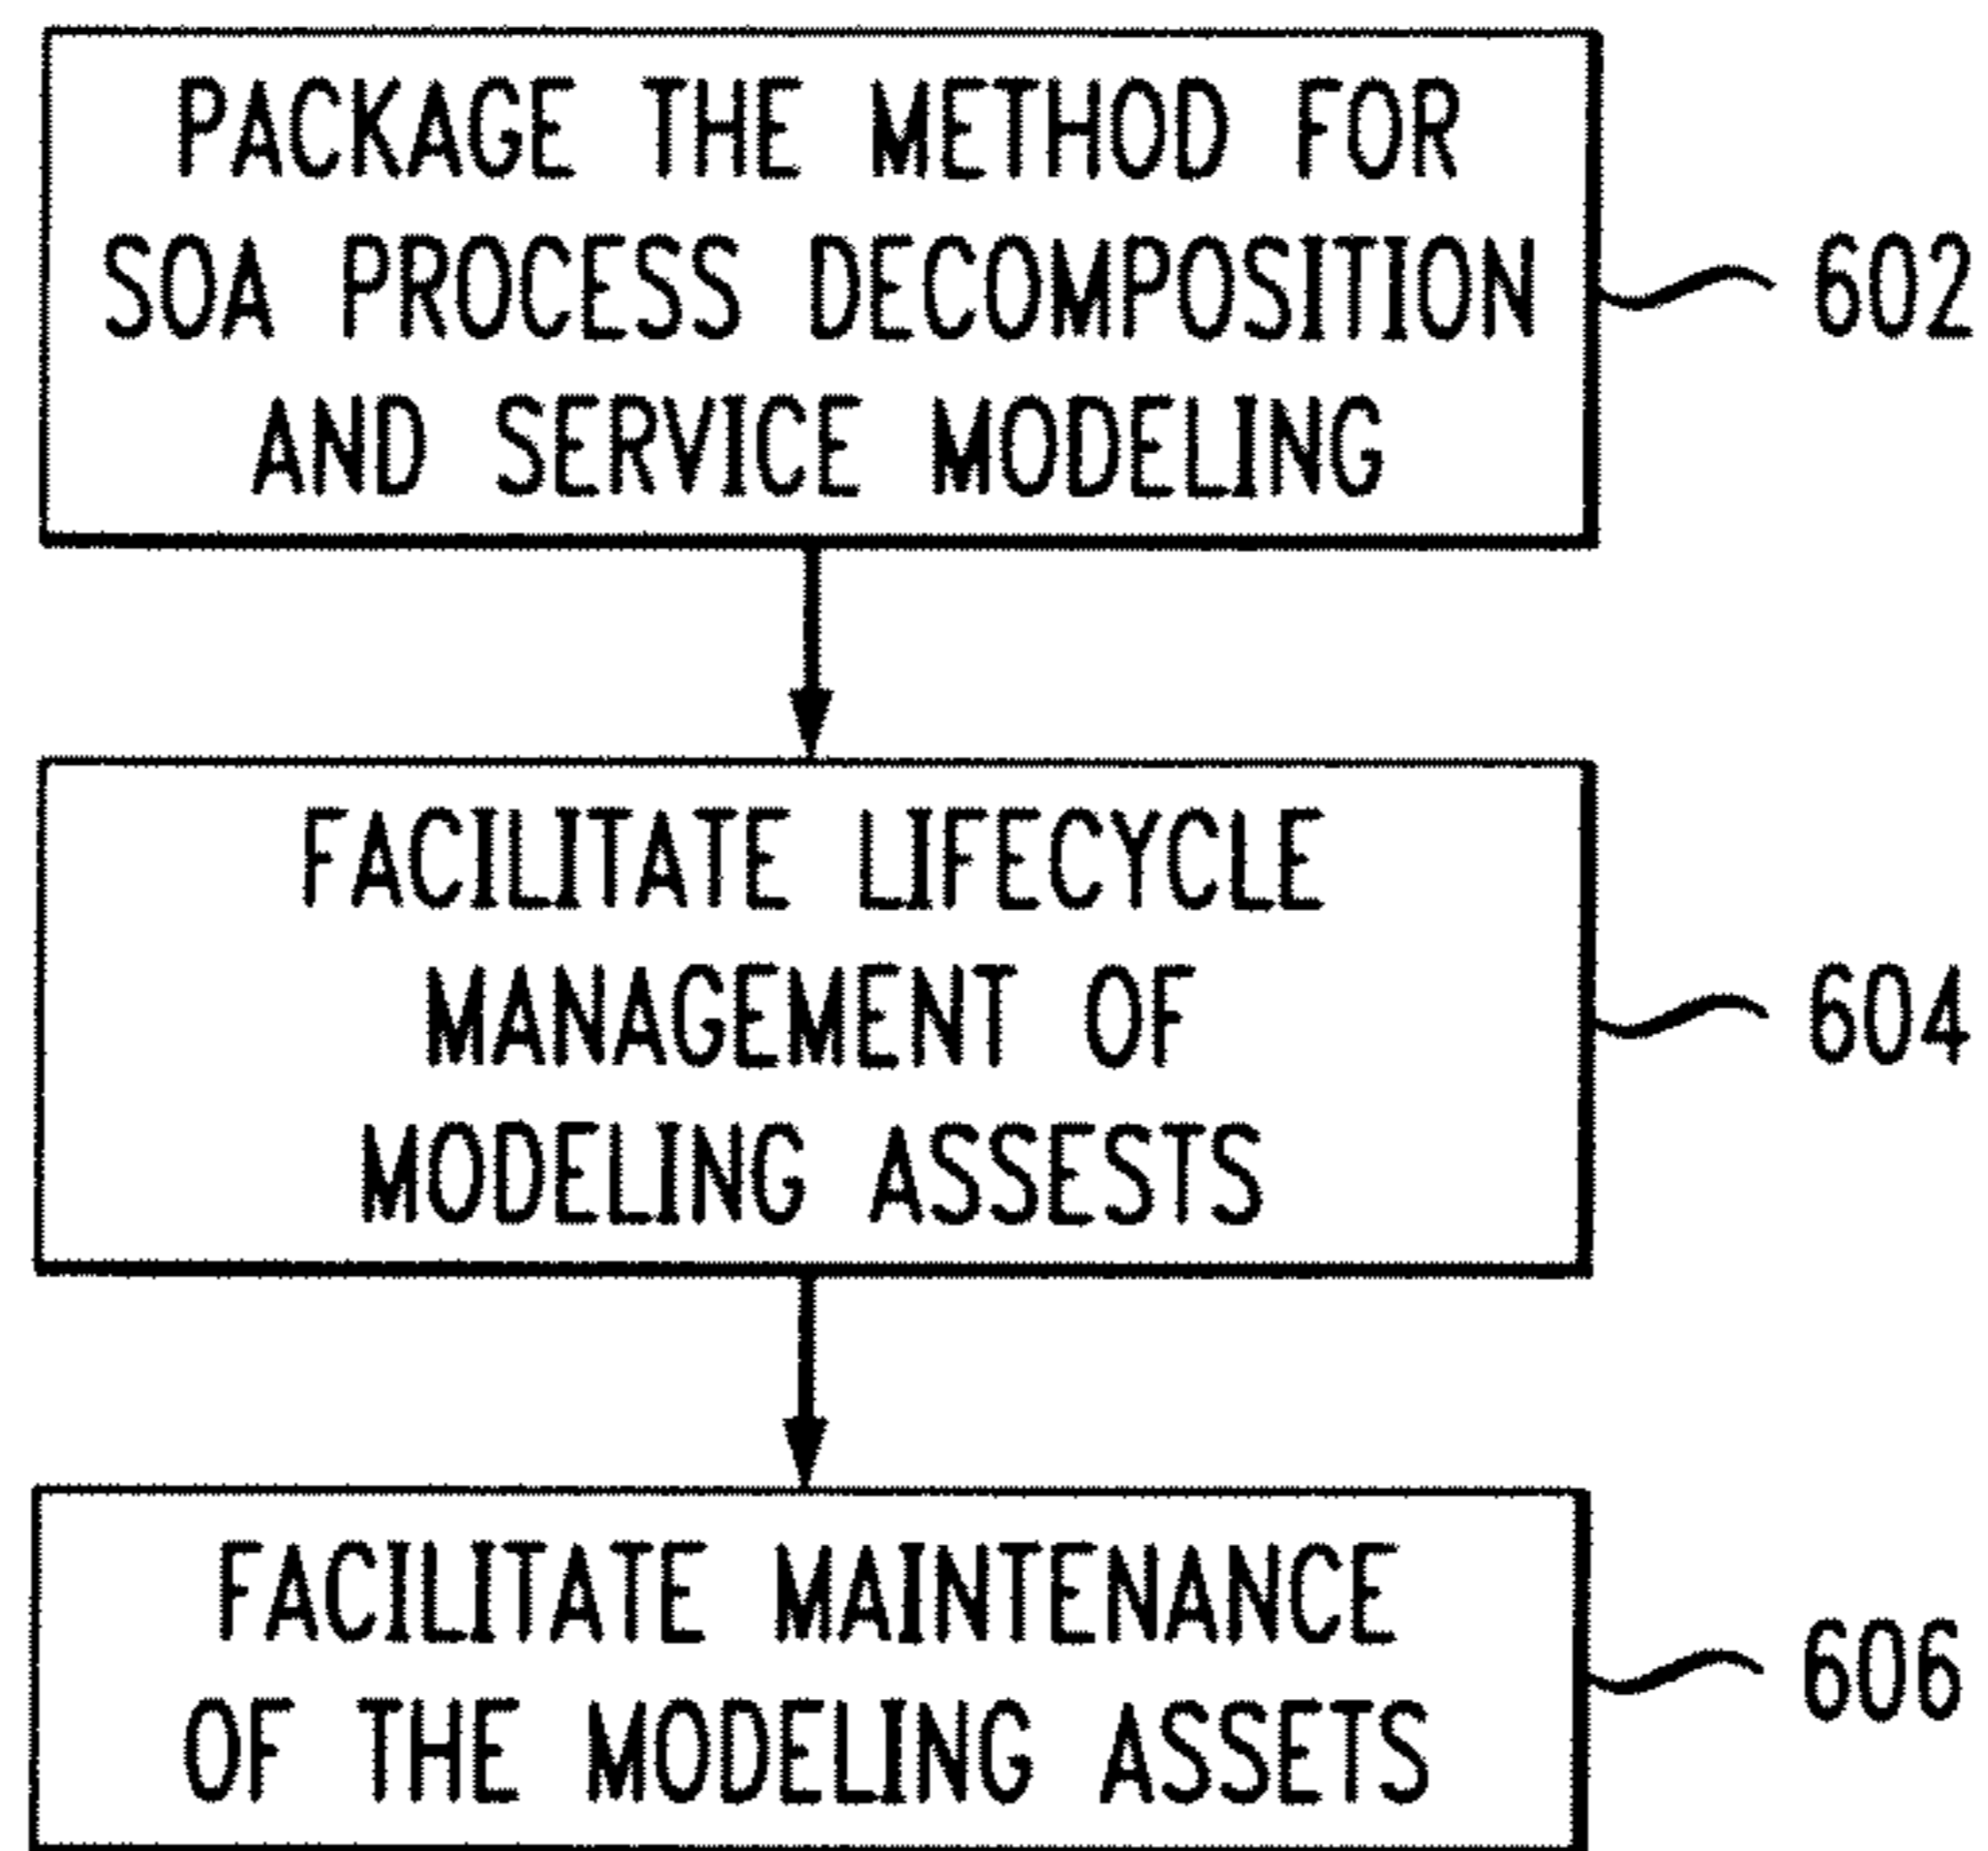 PACKAGE THE METHOD FOR
SOA PROCESS DECOMPOSITION
AND SERVICE MODELING
602
FACILITATE LIFECYCLE
MANAGEMENT OF
MODELING ASSESTS
604
FACILITATE MAINTENANCE
OF THE MODELING ASSETS
606